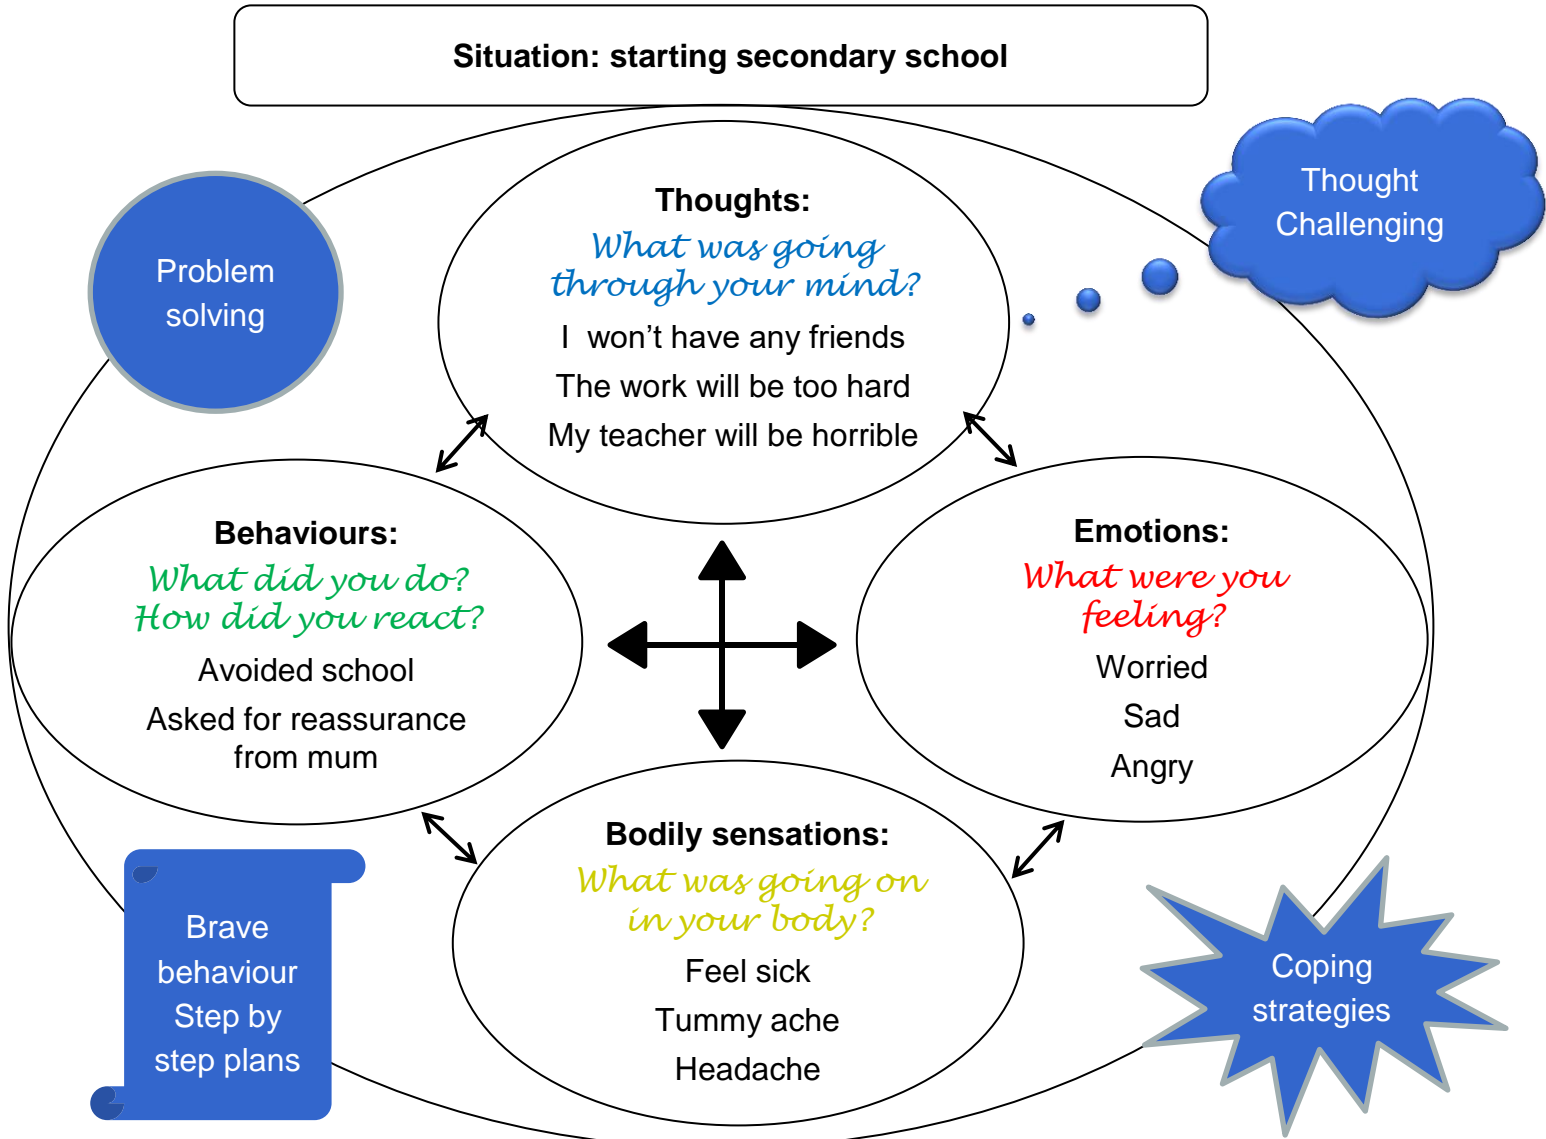 Situation: starting secondary school
Thought
Challenging
Problem
solving
Thoughts:
What was going
through your mind?
I won’t have any friends
The work will be too hard
My teacher will be horrible
Behaviours:
What did you do?
How did you react?
Avoided school
Asked for reassurance
from mum
Emotions:
What were you
feeling?
Worried
Sad
Angry
Bodily sensations:
What was going on
in your body?
Feel sick
Tummy ache
Headache
Brave
behaviour
Step by
step plans
Coping
strategies